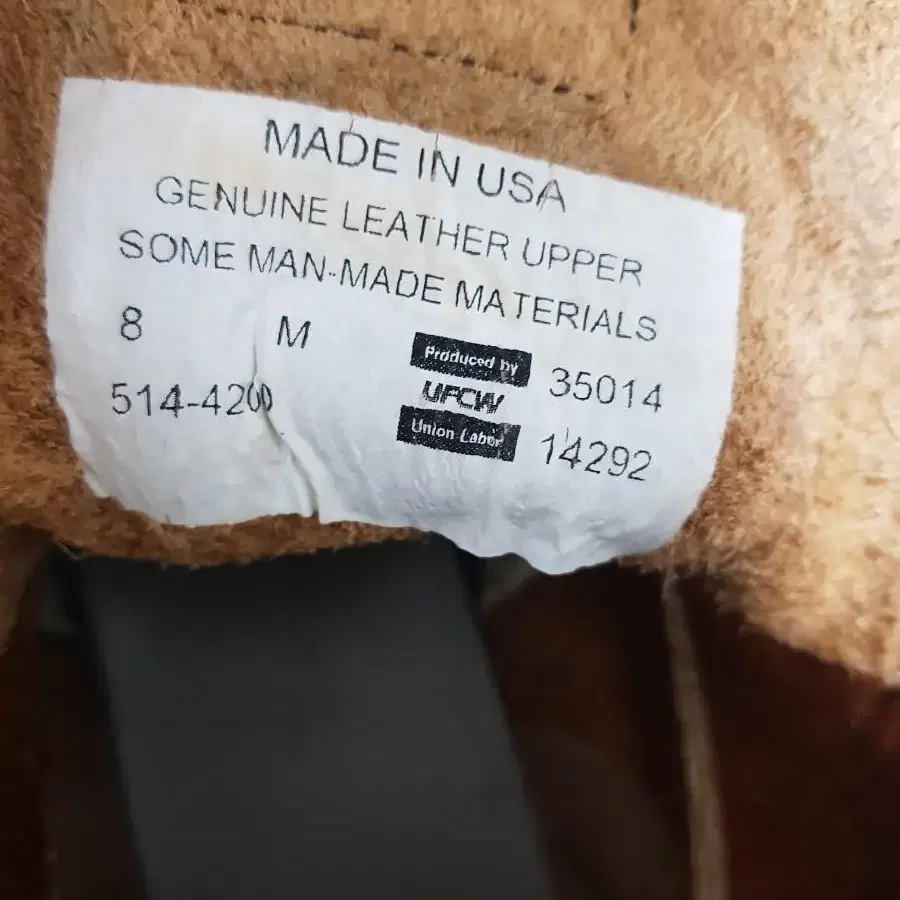 MADE IN USA
GENUINE LEATHER UPPER
SOME MAN-MADE MATERIALS
8 M
514-4200
Produced by
UFCW
Union Labor
35014
14292